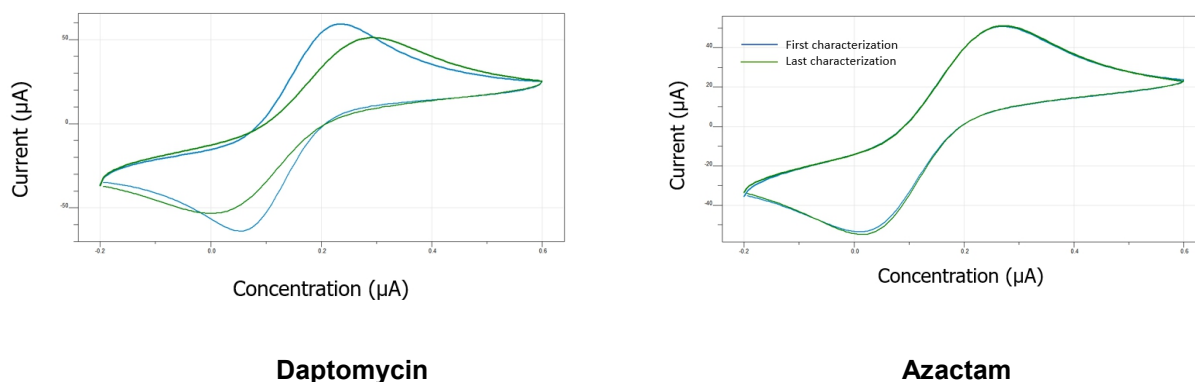 50
0
-50
-0.2 0.0 0.2 0.4 0.6
Current (µA)
Concentration (µA)
Daptomycin
First characterization
Last characterization
40
20
0
-20
-40
-0.2 0.0 0.2 0.4 0.6
Current (µA)
Concentration (µA)
Azactam